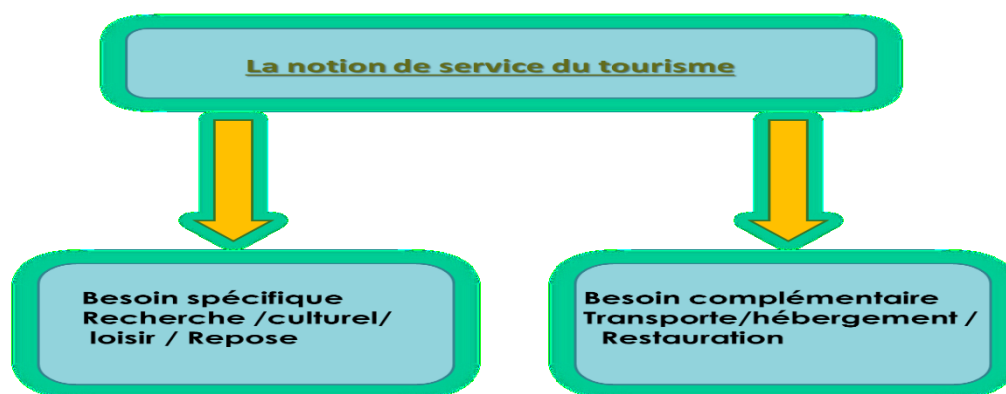 La notion de service du tourisme
Besoin spécifique
Recherche /culturel/
loisir / Repose
Besoin complémentaire
Transporte/hébergement /
Restauration